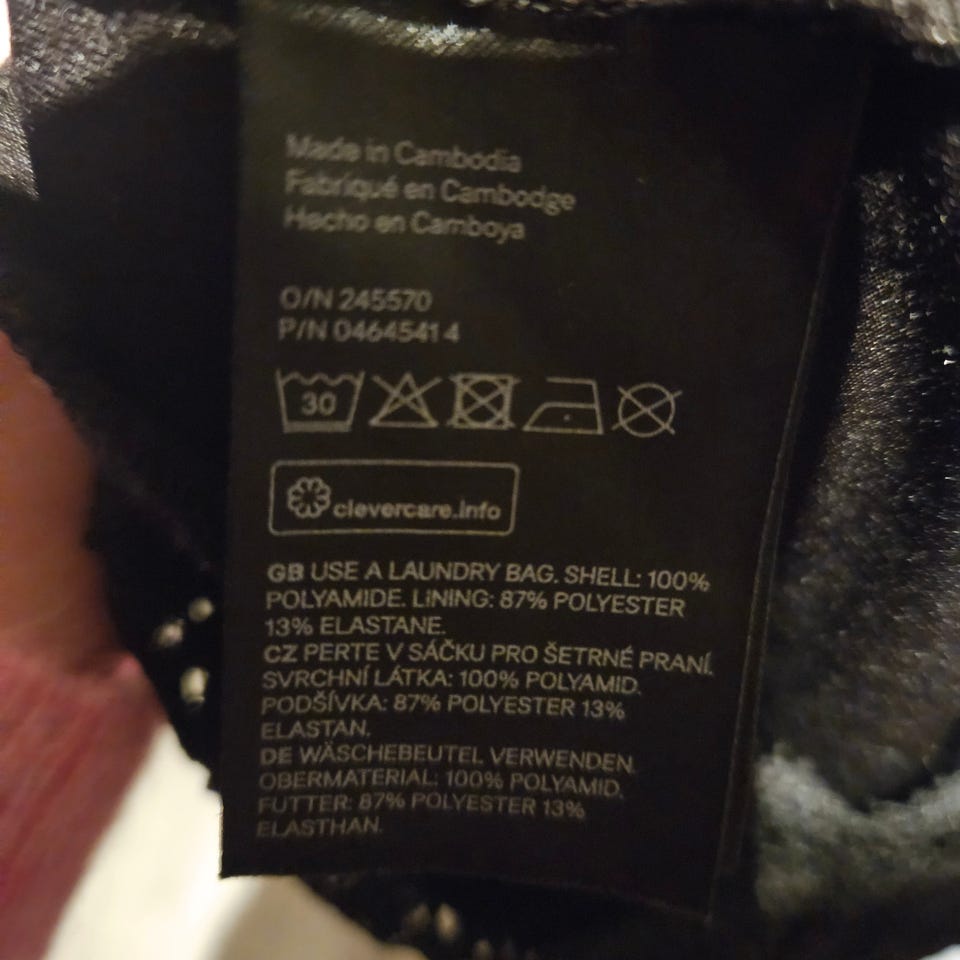 Made in Cambodia
Fabriqué en Cambodge
Hecho en Camboya
O/N 245570
P/N 04645414
30
clevercare.info
GB USE A LAUNDRY BAG. SHELL: 100%
POLYAMIDE. LINING: 87% POLYESTER
13% ELASTANE.
CZ PERTE V SÁČKU PRO ŠETRNÉ PRANÍ.
SVRCHNÍ LÁTKA: 100% POLYAMID.
PODŠÍVKA: 87% POLYESTER 13%
ELASTAN.
DE WÄSCHEBEUTEL VERWENDEN.
OBERMATERIAL: 100% POLYAMID.
FUTTER: 87% POLYESTER 13%
ELASTHAN.